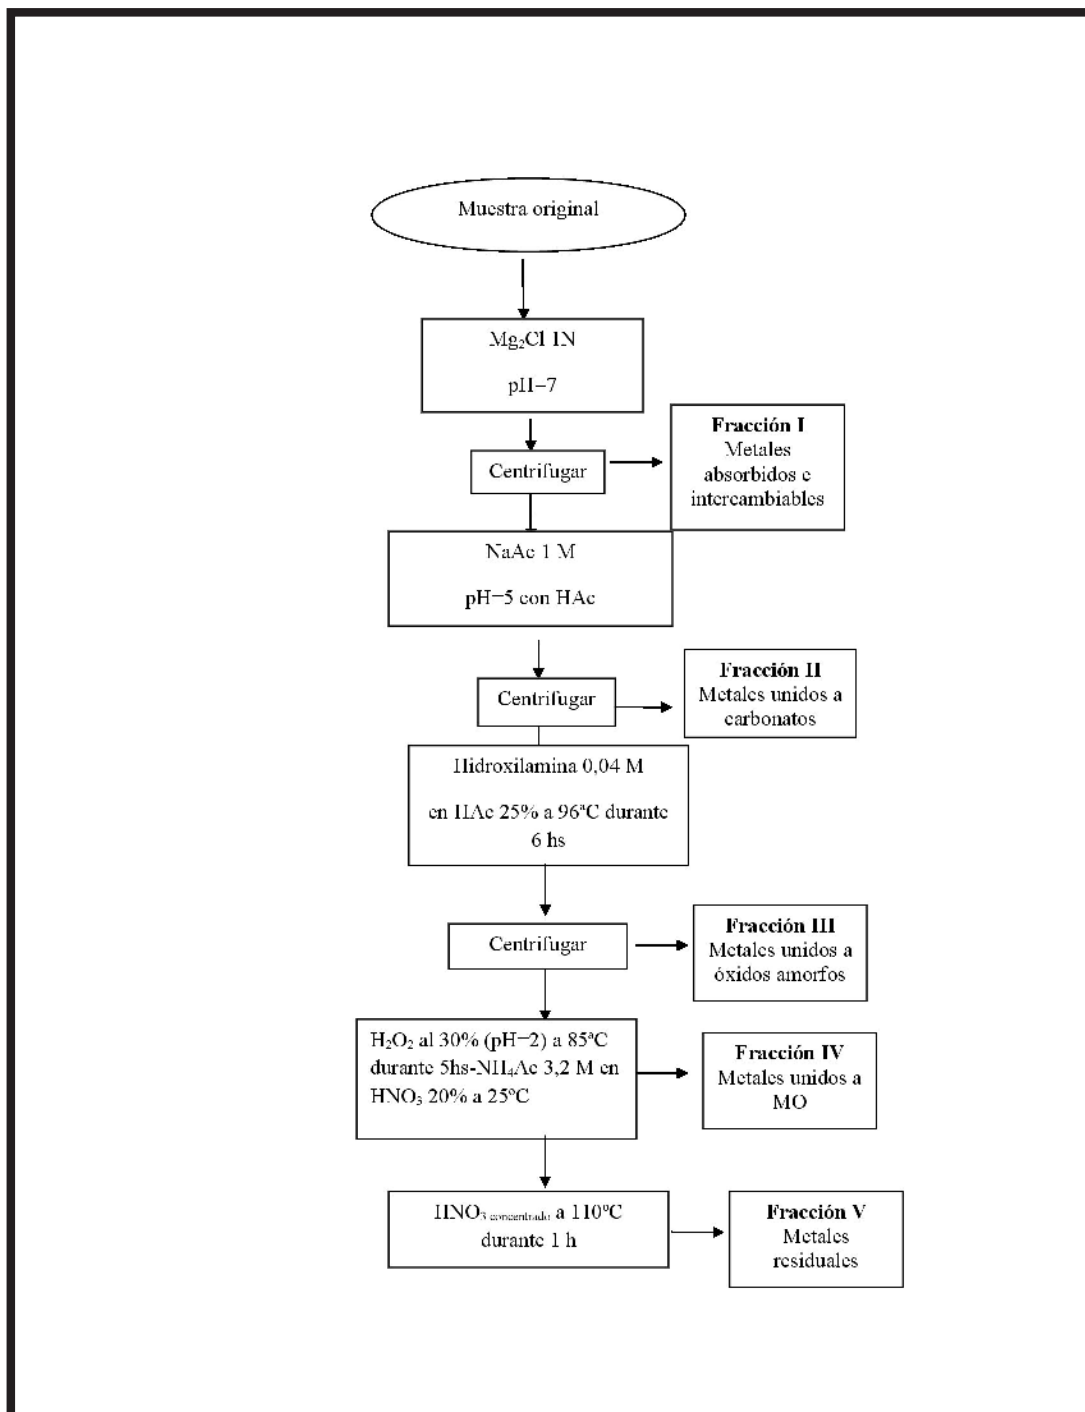 Muestra original
Mg₂Cl 1N
pH=7
Fracción I
Metales
absorbidos e
intercambiables
Centrifugar
NaAc 1 M
pH=5 con HAc
Fracción II
Metales unidos a
carbonatos
Centrifugar
Hidroxilamina 0,04 M
en HAc 25% a 96ºC durante
6 hs
Fracción III
Metales unidos a
óxidos amorfos
Centrifugar
H₂O₂ al 30% (pH=2) a 85ºC
durante 5hs-NH₄Ac 3,2 M en
HNO₃ 20% a 25ºC
Fracción IV
Metales unidos a
MO
HNO₃ concentrado a 110ºC
durante 1 h
Fracción V
Metales
residuales